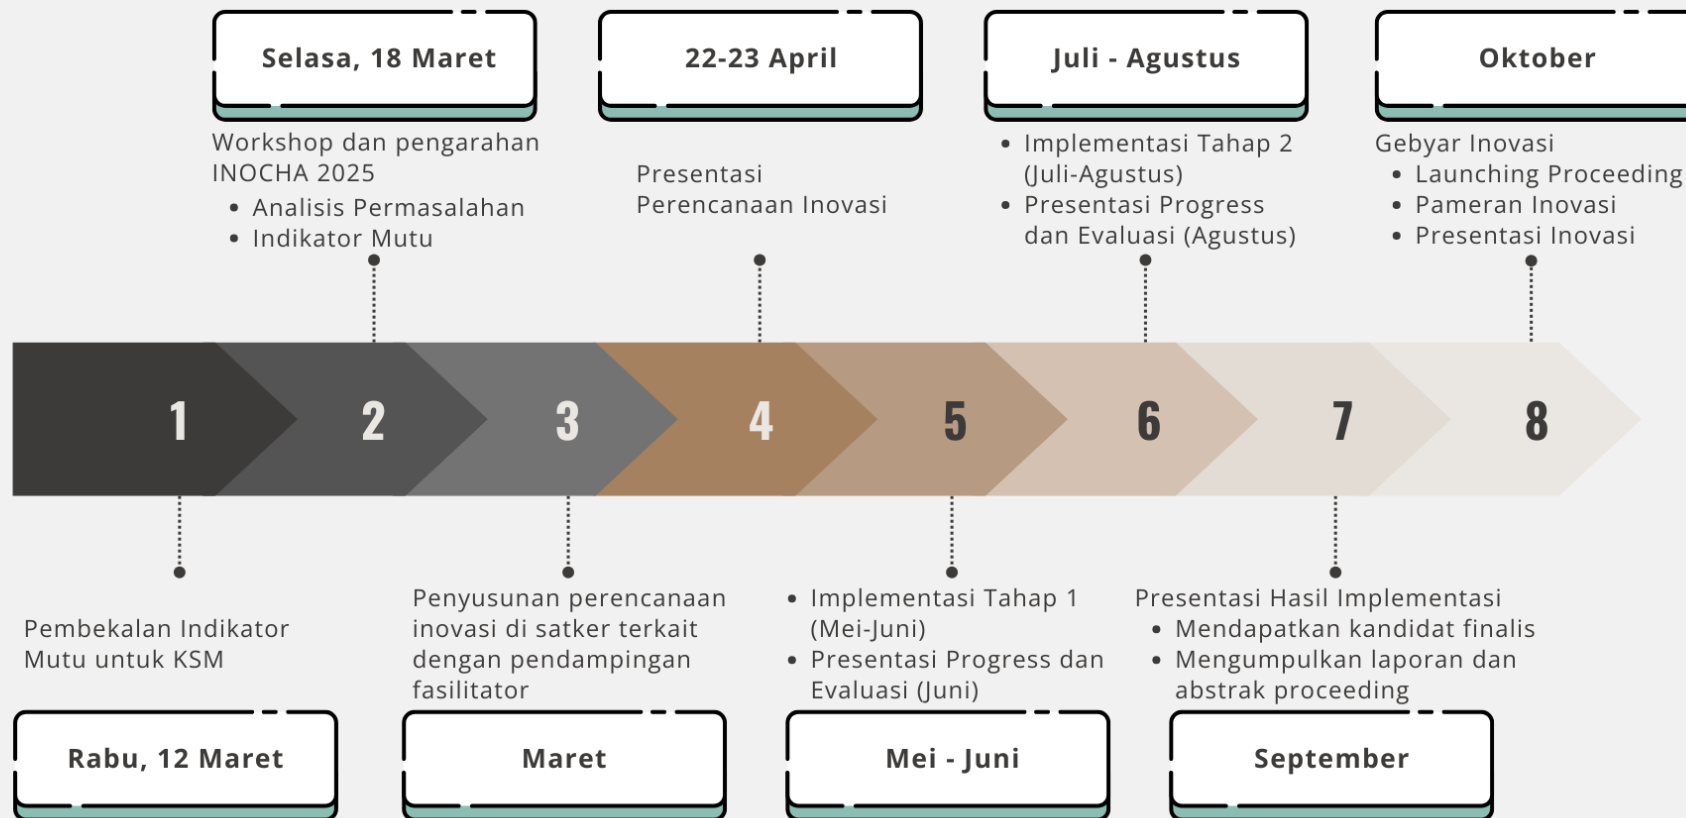 Selasa, 18 Maret
Workshop dan pengarahan
INOCHA 2025
• Analisis Permasalahan
• Indikator Mutu
22-23 April
Presentasi
Perencanaan Inovasi
Juli - Agustus
• Implementasi Tahap 2
(Juli-Agustus)
• Presentasi Progress
dan Evaluasi (Agustus)
Oktober
Gebyar Inovasi
• Launching Proceeding
• Pameran Inovasi
• Presentasi Inovasi
1
2
3
4
5
6
7
8
Pembekalan Indikator
Mutu untuk KSM
Rabu, 12 Maret
Penyusunan perencanaan
inovasi di satker terkait
dengan pendampingan
fasilitator
Maret
• Implementasi Tahap 1
(Mei-Juni)
• Presentasi Progress dan
Evaluasi (Juni)
Mei - Juni
Presentasi Hasil Implementasi
• Mendapatkan kandidat finalis
• Mengumpulkan laporan dan
abstrak proceeding
September